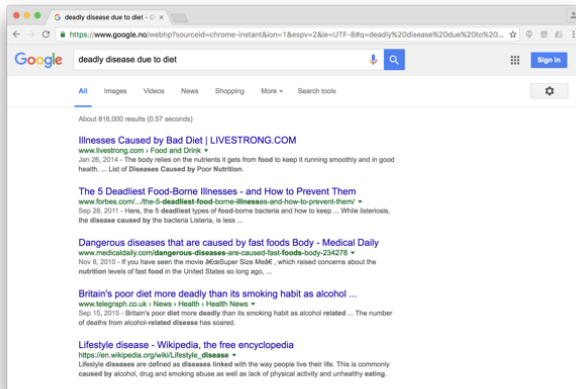 deadly disease due to diet - G
https://www.google.no/webhp?sourceid=chrome-instant&ion=1&espv=2&ie=UTF-8#q=deadly%20disease%20due%20to%20...
Google
deadly disease due to diet
Sign in
All Images Videos News Shopping More Search tools
About 816,000 results (0.57 seconds)
Illnesses Caused by Bad Diet | LIVESTRONG.COM
www.livestrong.com › Food and Drink
Jan 26, 2014 - The body relies on the nutrients it gets from food to keep it running smoothly and in good
health. ... List of Diseases Caused by Poor Nutrition.
The 5 Deadliest Food-Borne Illnesses - and How to Prevent Them
www.forbes.com/.../the-5-deadliest-food-borne-illnesses-and-how-to-prevent-them/
Sep 28, 2011 - Here, the 5 deadliest types of food-borne bacteria and how to keep ... While listeriosis,
the disease caused by the bacteria Listeria, is less ...
Dangerous diseases that are caused by fast foods Body - Medical Daily
www.medicaldaily.com/dangerous-diseases-are-caused-fast-foods-body-234278
Nov 8, 2010 - If you have seen the movie â€œSuper Size Meâ€ , which raised concerns about the
nutrition levels of fast food in the United States so long ago, ...
Britain's poor diet more deadly than its smoking habit as alcohol ...
www.telegraph.co.uk › News › Health › Health News
Sep 15, 2015 - Britain's poor diet more deadly than its smoking habit as alcohol related ... The number
of deaths from alcohol-related disease has soared.
Lifestyle disease - Wikipedia, the free encyclopedia
https://en.wikipedia.org/wiki/Lifestyle_disease
Lifestyle diseases are defined as diseases linked with the way people live their life. This is commonly
caused by alcohol, drug and smoking abuse as well as lack of physical activity and unhealthy eating.